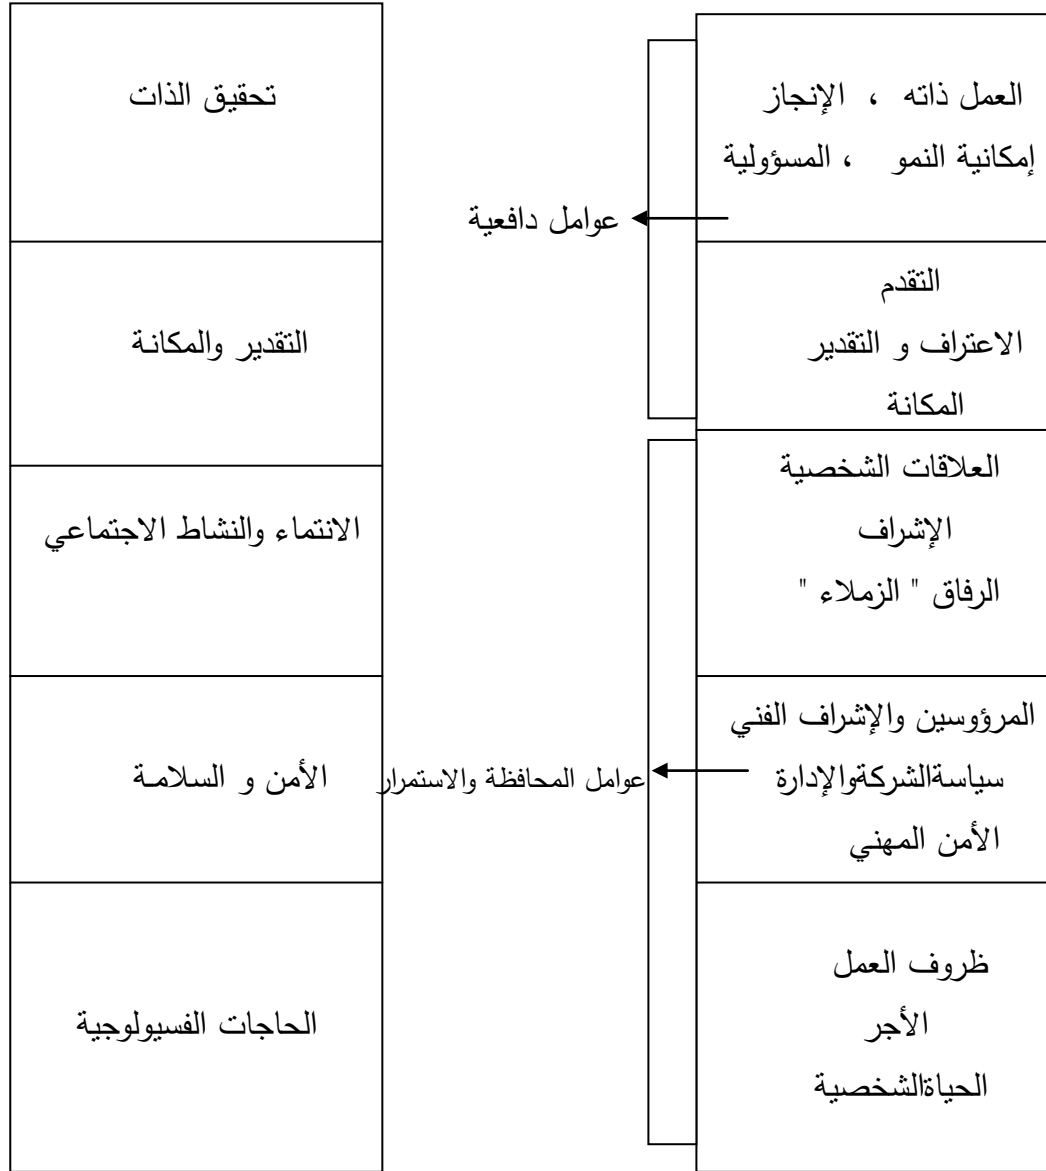 العمل ذاته ، الإنجاز
إمكانية النمو ، المسؤولية
التقدم
الاعتراف و التقدير
المكانة
العلاقات الشخصية
الإشراف
الرفاق " الزملاء "
المرؤوسين والإشراف الفني
سياسةالشركةوالإدارة
الأمن المهني
ظروف العمل
الأجر
الحياةالشخصية
عوامل دافعية
عوامل المحافظة والاستمرار
تحقيق الذات
التقدير والمكانة
الانتماء والنشاط الاجتماعي
الأمن و السلامة
الحاجات الفسيولوجية